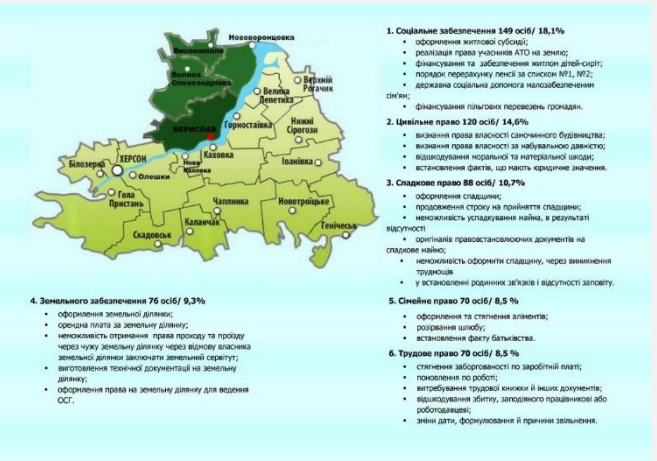 Нововоронцовка
Високопілля
Велика
Олександрівка
Верхній
Рогачик
Велика
Лепетиха
Горностаївка
Нижні
Сірогози
БЕРИСЛАВ
Каховка
Іванівка
Нова
Каховка
Білозерка
ХЕРСОН
Олешки
Гола
Пристань
Чаплинка
Новотроїцьке
Каланчак
Генічеськ
Скадовськ
1. Соціальне забезпечення 149 осіб/ 18,1%
• оформлення житлової субсидії;
• реалізація права учасників АТО на землю;
• фінансування та забезпечення житлом дітей-сиріт;
• порядок перерахунку пенсії за списком №1, №2;
• державна соціальна допомога малозабезпеченим
сім'ям;
• фінансування пільгових перевезень громадян.
2. Цивільне право 120 осіб/ 14,6%
• визнання права власності самочинного будівництва;
• визнання права власності за набувальною давністю;
• відшкодування моральної та матеріальної шкоди;
• встановлення фактів, що мають юридичне значення.
3. Спадкове право 88 осіб/ 10,7%
• оформлення спадщини;
• продовження строку на прийняття спадщини;
• неможливість успадкування майна, в результаті
відсутності
• оригіналів правовстановлюючих документів на
спадкове майно;
• неможливість оформити спадщину, через виникнення
труднощів
• у встановленні родинних зв'язків і відсутності заповіту.
4. Земельного забезпечення 76 осіб/ 9,3%
• оформлення земельної ділянки;
• орендна плата за земельну ділянку;
• неможливість отримання права проходу та проїзду
через чужу земельну ділянку через відмову власника
земельної ділянки заключати земельний сервітут;
• виготовлення технічної документації на земельну
ділянку;
• оформлення права на земельну ділянку для ведення
ОСГ.
5. Сімейне право 70 осіб/ 8,5 %
• оформлення та стягнення аліментів;
• розірвання шлюбу;
• встановлення факту батьківства.
6. Трудове право 70 осіб/ 8,5 %
• стягнення заборгованості по заробітній платі;
• поновлення по роботі;
• витребування трудової книжки й інших документів;
• відшкодування збитку, заподіяного працівникові або
роботодавцеві;
• зміни дати, формулювання й причини звільнення.